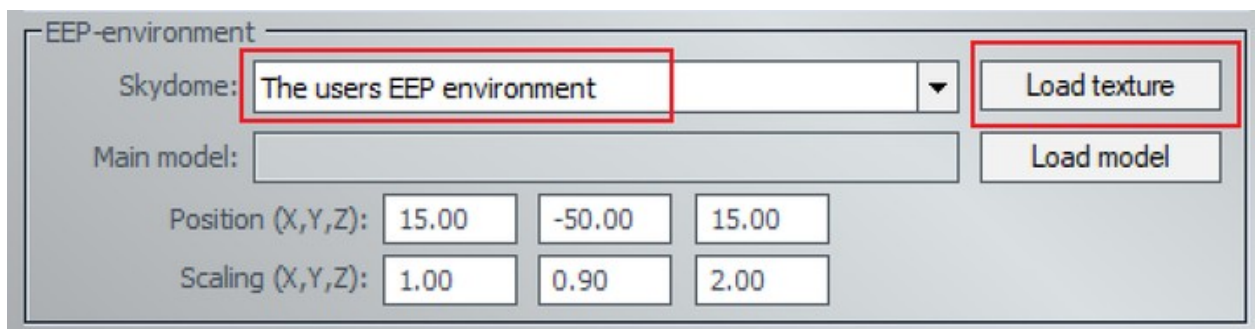 EEP-environment
Skydome: The users EEP environment Load texture
Main model: Load model
Position (X,Y,Z): 15.00 -50.00 15.00
Scaling (X,Y,Z): 1.00 0.90 2.00